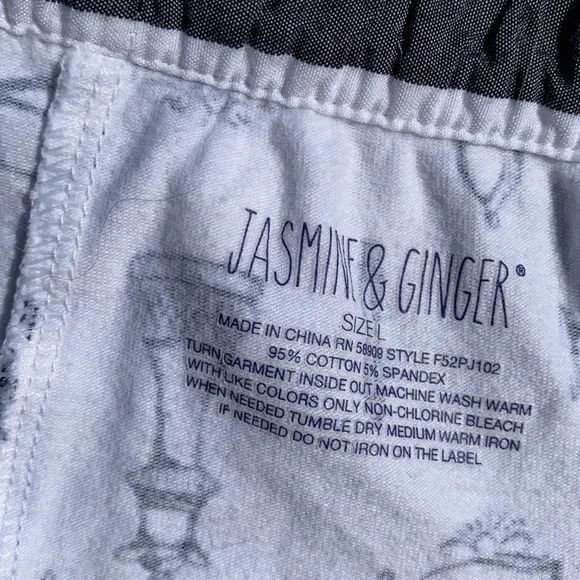 JASMINE & GINGER®
SIZE L
MADE IN CHINA RN 58909 STYLE F52PJ102
95% COTTON 5% SPANDEX
TURN GARMENT INSIDE OUT MACHINE WASH WARM
WITH LIKE COLORS ONLY NON-CHLORINE BLEACH
WHEN NEEDED TUMBLE DRY MEDIUM WARM IRON
IF NEEDED DO NOT IRON ON THE LABEL